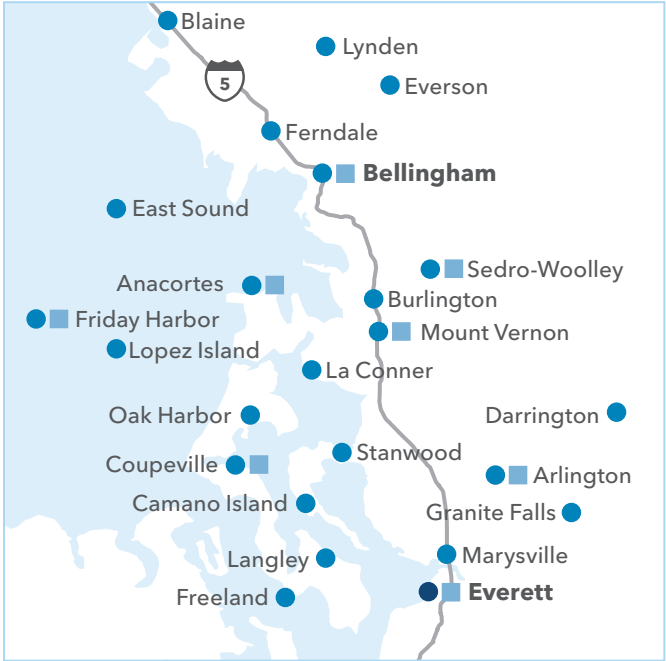 Blaine
Lynden
5
Everson
Ferndale
Bellingham
East Sound
Sedro-Woolley
Anacortes
Burlington
Friday Harbor
Mount Vernon
Lopez Island
La Conner
Oak Harbor
Darrington
Stanwood
Coupeville
Arlington
Camano Island
Granite Falls
Marysville
Langley
Everett
Freeland